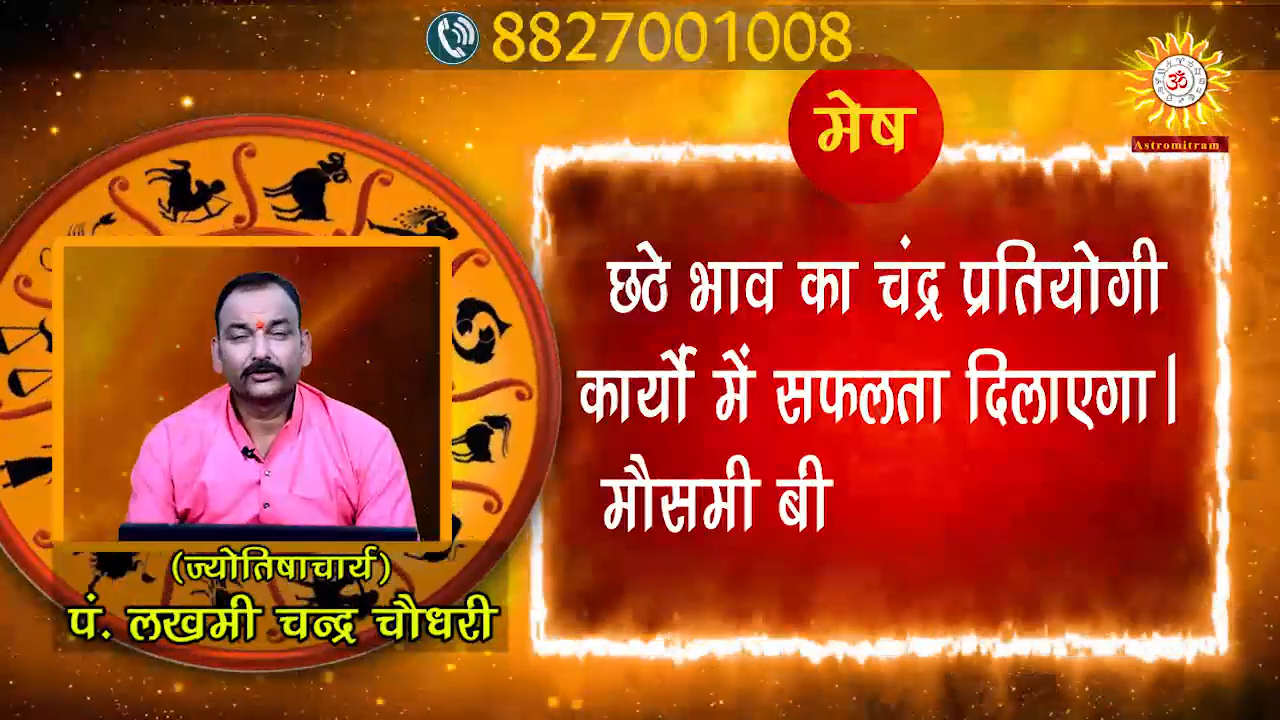 8827001008
मेष
Astromitram
छठे भाव का चंद्र प्रतियोगी
कार्यों में सफलता दिलाएगा।
मौसमी बी
(ज्योतिषाचार्य)
पं. लखमी चन्द्र चौधरी